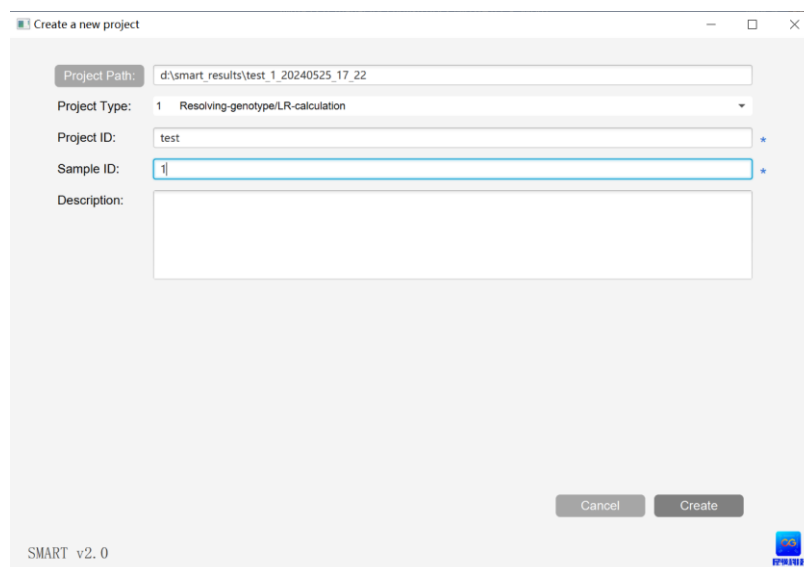 Create a new project
Project Path: d:\smart_results\test_1_20240525_17_22
Project Type: 1 Resolving-genotype/LR-calculation
Project ID: test *
Sample ID: 1 *
Description:
Cancel Create
CG
SMART v2.0